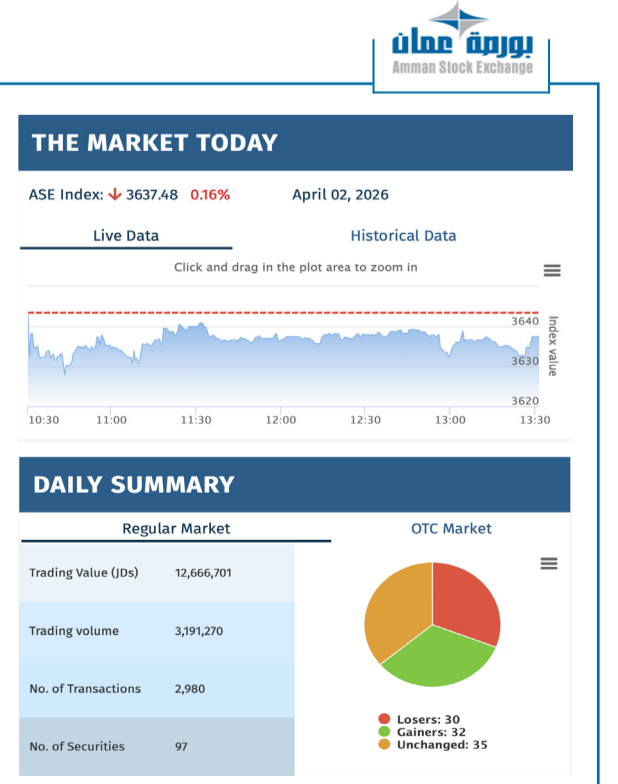 بورصة عمان
Amman Stock Exchange
THE MARKET TODAY
ASE Index: 3637.48 0.16% April 02, 2026
Live Data Historical Data
Click and drag in the plot area to zoom in
3640
3630
3620
Index value
10:30 11:00 11:30 12:00 12:30 13:00 13:30
DAILY SUMMARY
Regular Market OTC Market
Trading Value (JDs) 12,666,701
Trading volume 3,191,270
No. of Transactions 2,980
No. of Securities 97
Losers: 30
Gainers: 32
Unchanged: 35